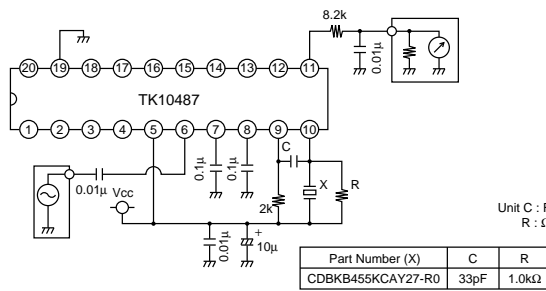 8.2k
0.01µ
20 19 18 17 16 15 14 13 12 11
TK10487
1 2 3 4 5 6 7 8 9 10
C
0.1µ
0.1µ
X
R
0.01µ
Vcc
2k
+
0.01µ
10µ
Unit C : F
R : Ω
Part Number (X) C R
CDBKB455KCAY27-R0 33pF 1.0kΩ